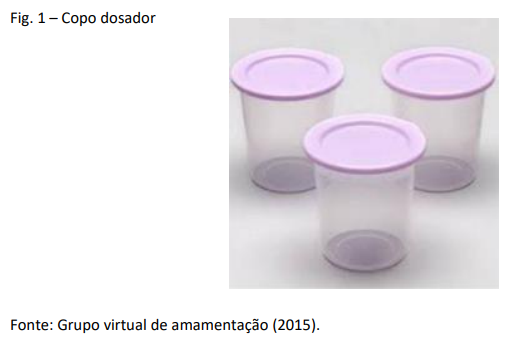 Fig. 1 – Copo dosador
Fonte: Grupo virtual de amamentação (2015).